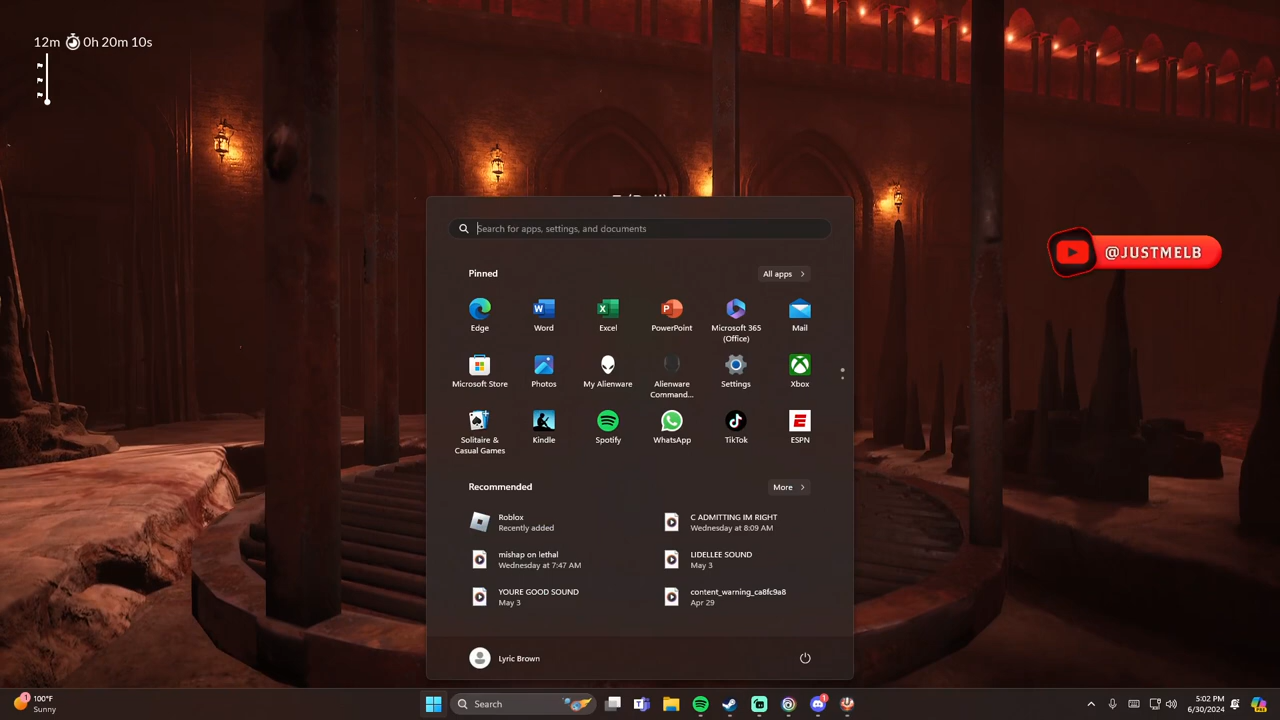 12m 0h 20m 10s
@JUSTMELB
Search for apps, settings, and documents
Pinned
All apps
Edge
Word
Excel
PowerPoint
Microsoft 365
(Office)
Mail
Microsoft Store
Photos
My Alienware
Alienware
Command...
Settings
Xbox
Solitaire &
Casual Games
Kindle
Spotify
WhatsApp
TikTok
ESPN
Recommended
More
Roblox
Recently added
C ADMITTING IM RIGHT
Wednesday at 8:09 AM
mishap on lethal
Wednesday at 7:47 AM
LIDELLEE SOUND
May 3
YOURE GOOD SOUND
May 3
content_warning_ca8fc9a8
Apr 29
Lyric Brown
100°F
Sunny
Search
5:02 PM
6/30/2024